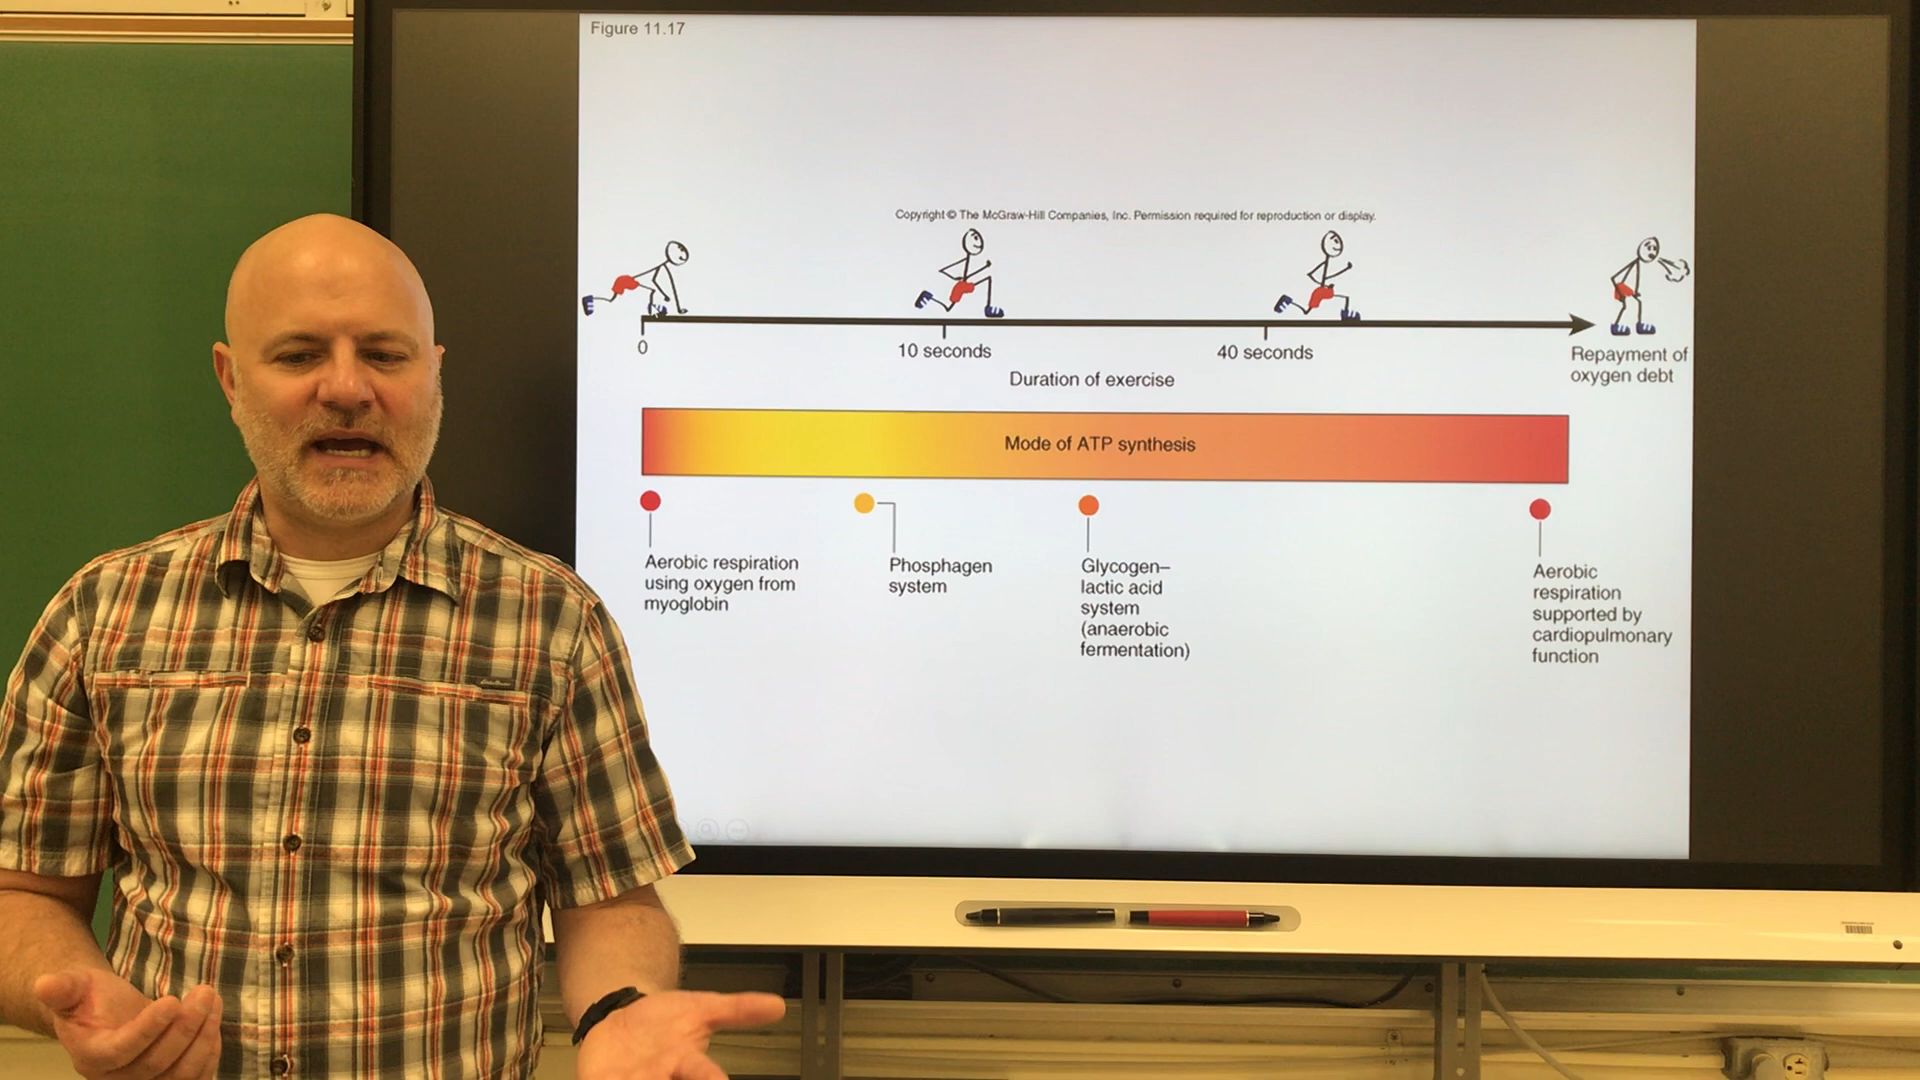 Figure 11.17
Copyright © The McGraw-Hill Companies, Inc. Permission required for reproduction or display.
0
10 seconds
40 seconds
Repayment of
oxygen debt
Duration of exercise
Mode of ATP synthesis
Aerobic respiration
using oxygen from
myoglobin
Phosphagen
system
Glycogen–
lactic acid
system
(anaerobic
fermentation)
Aerobic
respiration
supported by
cardiopulmonary
function